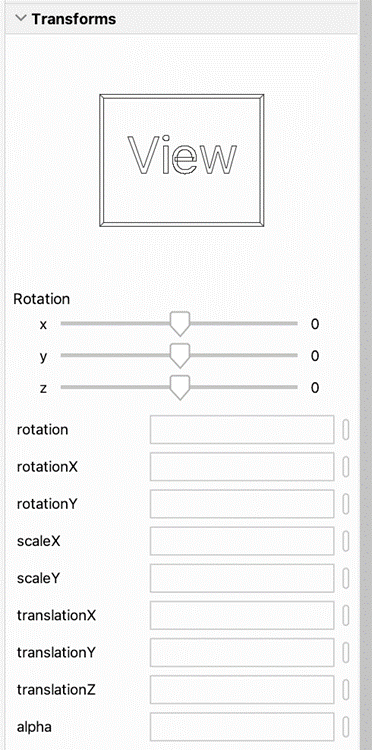 Transforms
View
Rotation
x 0
y 0
z 0
rotation
rotationX
rotationY
scaleX
scaleY
translationX
translationY
translationZ
alpha